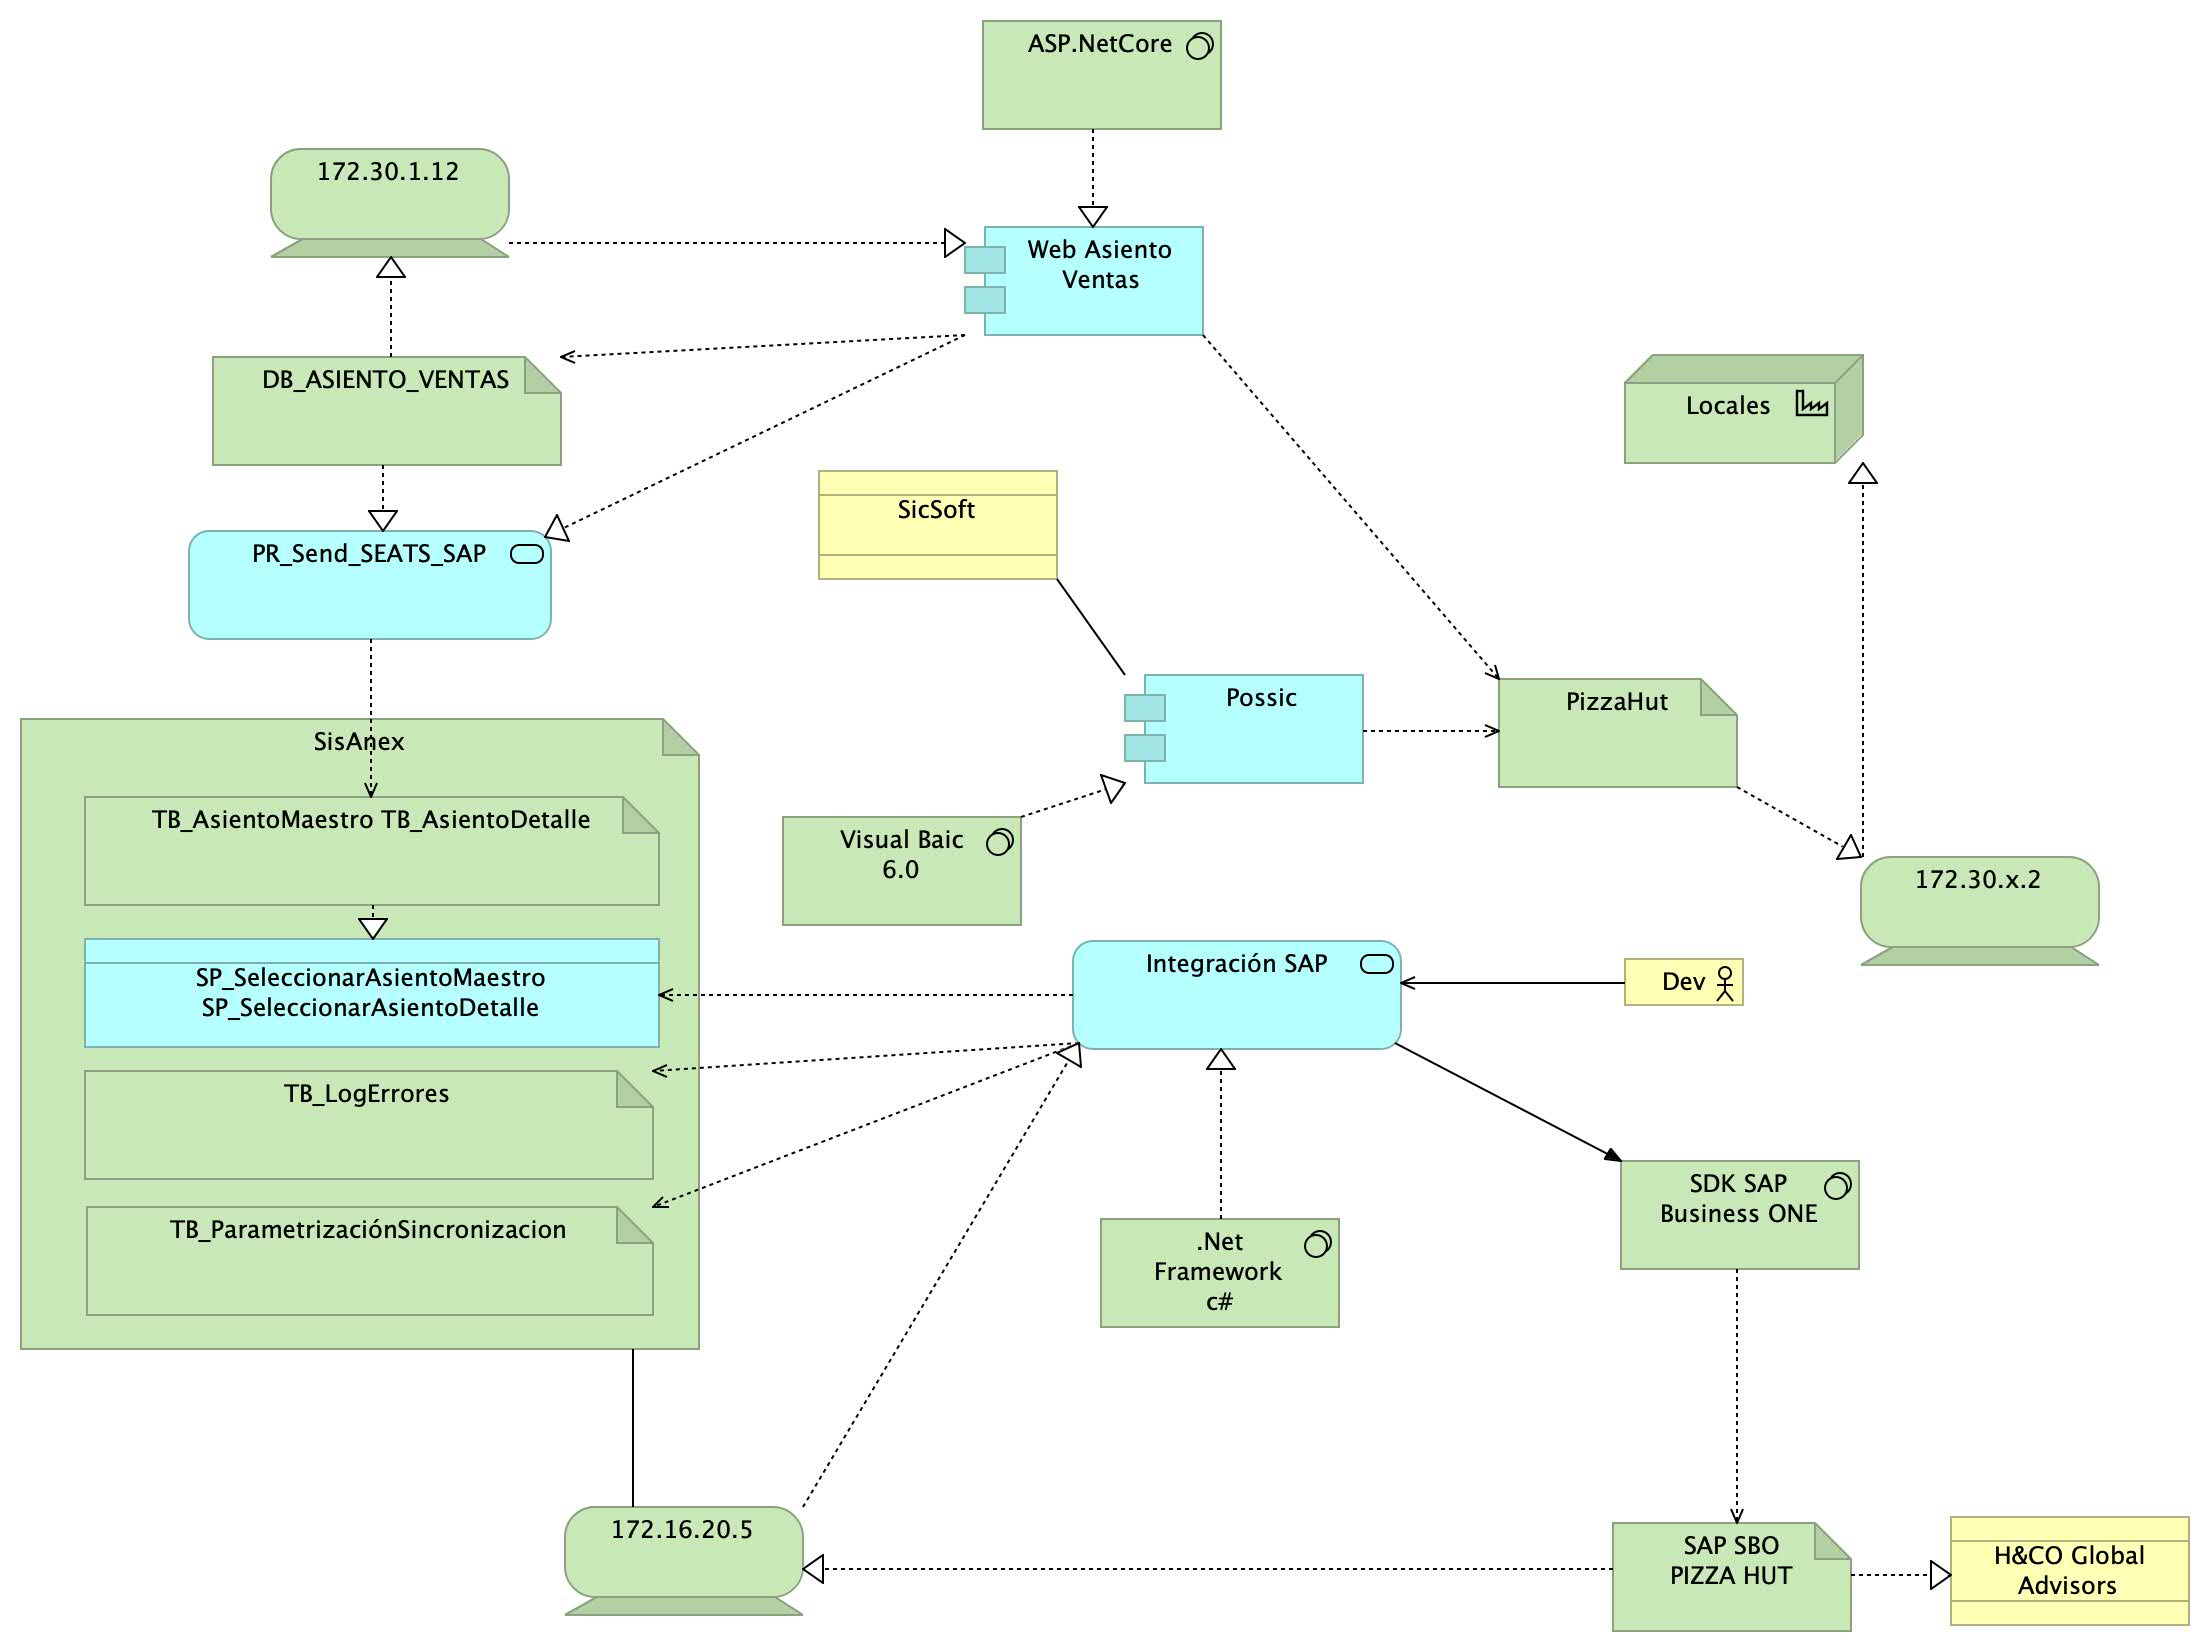 ASP.NetCore
172.30.1.12
Web Asiento
Ventas
DB_ASIENTO_VENTAS
Locales
SicSoft
PR_Send_SEATS_SAP
Possic
PizzaHut
SisAnex
TB_AsientoMaestro TB_AsientoDetalle
Visual Baic
6.0
172.30.x.2
SP_SeleccionarAsientoMaestro
SP_SeleccionarAsientoDetalle
Integración SAP
Dev
TB_LogErrores
SDK SAP
Business ONE
TB_ParametrizaciónSincronizacion
.Net
Framework
c#
172.16.20.5
SAP SBO
PIZZA HUT
H&CO Global
Advisors